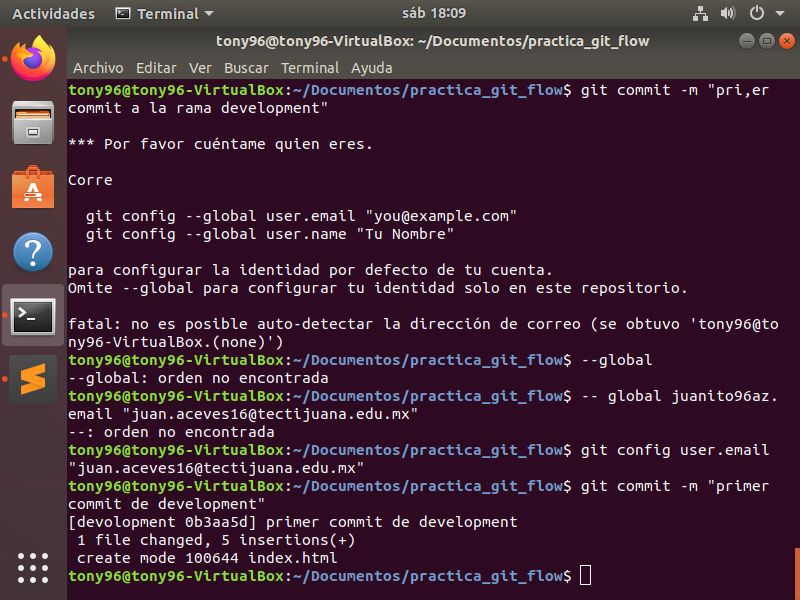 Actividades
Terminal
sáb 18:09
tony96@tony96-VirtualBox: ~/Documentos/practica_git_flow
Archivo Editar Ver Buscar Terminal Ayuda
tony96@tony96-VirtualBox:~/Documentos/practica_git_flow$ git commit -m "pri,er
commit a la rama development"
*** Por favor cuéntame quien eres.
Corre
git config --global user.email "you@example.com"
git config --global user.name "Tu Nombre"
para configurar la identidad por defecto de tu cuenta.
Omite --global para configurar tu identidad solo en este repositorio.
fatal: no es posible auto-detectar la dirección de correo (se obtuvo 'tony96@to
ny96-VirtualBox.(none)')
tony96@tony96-VirtualBox:~/Documentos/practica_git_flow$ --global
--global: orden no encontrada
tony96@tony96-VirtualBox:~/Documentos/practica_git_flow$ -- global juanito96az.
email "juan.aceves16@tectijuana.edu.mx"
--: orden no encontrada
tony96@tony96-VirtualBox:~/Documentos/practica_git_flow$ git config user.email
"juan.aceves16@tectijuana.edu.mx"
tony96@tony96-VirtualBox:~/Documentos/practica_git_flow$ git commit -m "primer
commit de development"
[devolopment 0b3aa5d] primer commit de development
1 file changed, 5 insertions(+)
create mode 100644 index.html
tony96@tony96-VirtualBox:~/Documentos/practica_git_flow$